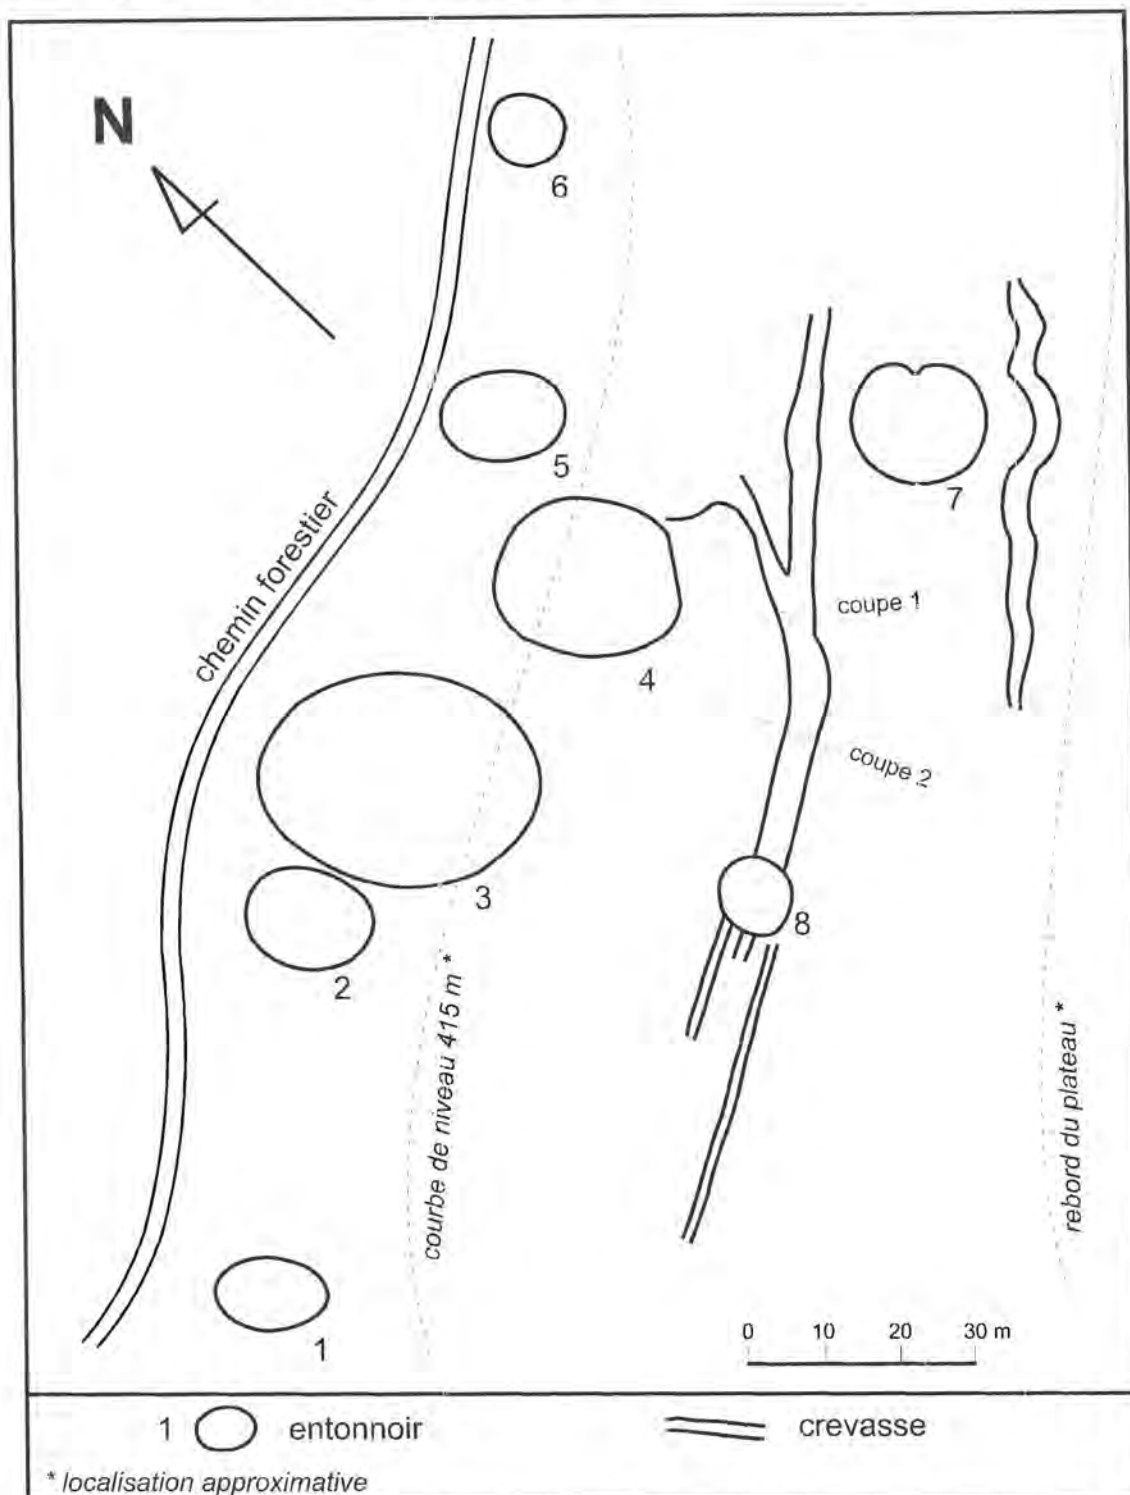 N
6
5
7
chemin forestier
coupe 1
4
coupe 2
3
8
2
courbe de niveau 415 m *
rebord du plateau *
1
0 10 20 30 m
1 entonnoir
crevasse
* localisation approximative